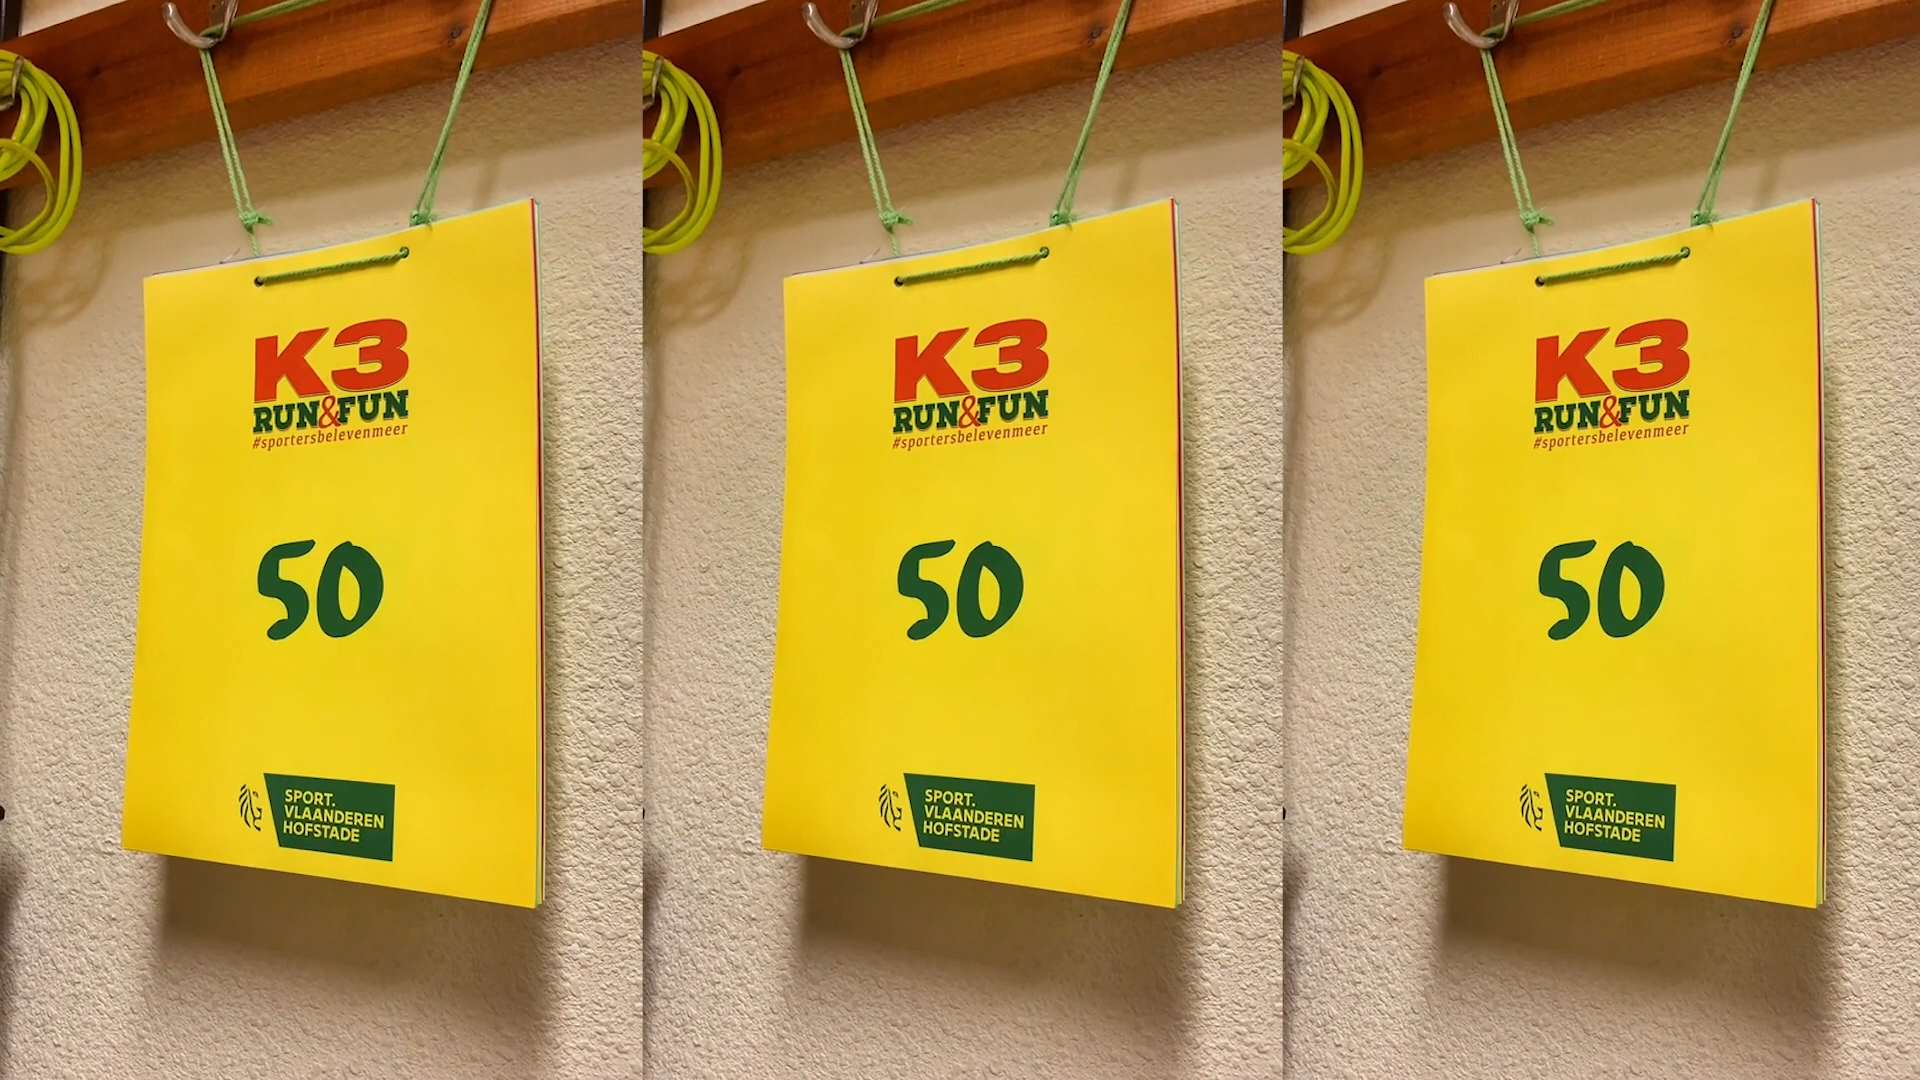 K3
RUN&FUN
#sportersbelevenmeer
50
SPORT.
VLAANDEREN
HOFSTADE
K3
RUN&FUN
#sportersbelevenmeer
50
SPORT.
VLAANDEREN
HOFSTADE
K3
RUN&FUN
#sportersbelevenmeer
50
SPORT.
VLAANDEREN
HOFSTADE